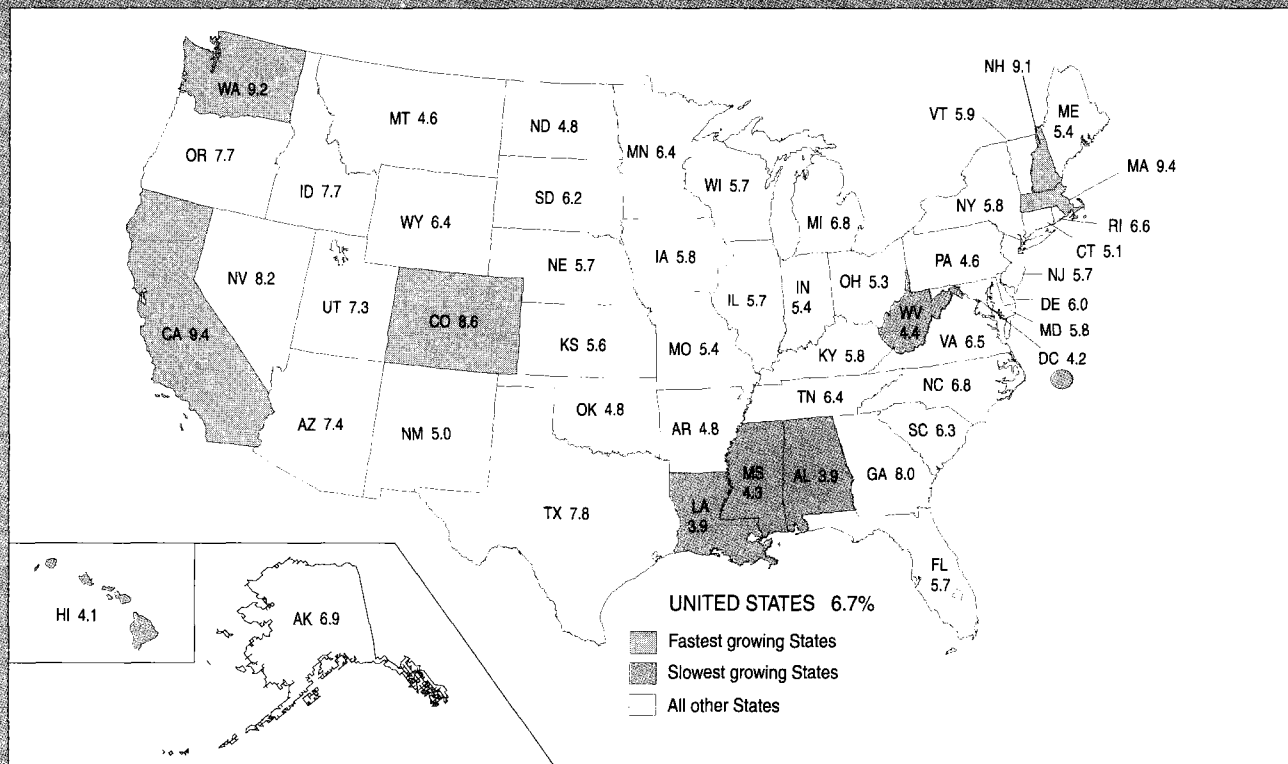 WA 9.2
MT 4.6
ND 4.8
MN 6.4
NH 9.1
VT 5.9
ME
5.4
OR 7.7
ID 7.7
WY 6.4
SD 6.2
WI 5.7
MI 6.8
NY 5.8
MA 9.4
RI 6.6
CT 5.1
NV 8.2
UT 7.3
CO 8.6
NE 5.7
IA 5.8
IL 5.7
IN
5.4
OH 5.3
PA 4.6
NJ 5.7
DE 6.0
MD 5.8
DC 4.2
CA 9.4
KS 5.6
MO 5.4
KY 5.8
WV
4.4
VA 6.5
AZ 7.4
NM 5.0
OK 4.8
AR 4.8
TN 6.4
NC 6.8
SC 6.3
TX 7.8
LA
3.9
MS
4.3
AL 3.9
GA 8.0
FL
5.7
HI 4.1
AK 6.9
UNITED STATES 6.7%
Fastest growing States
Slowest growing States
All other States